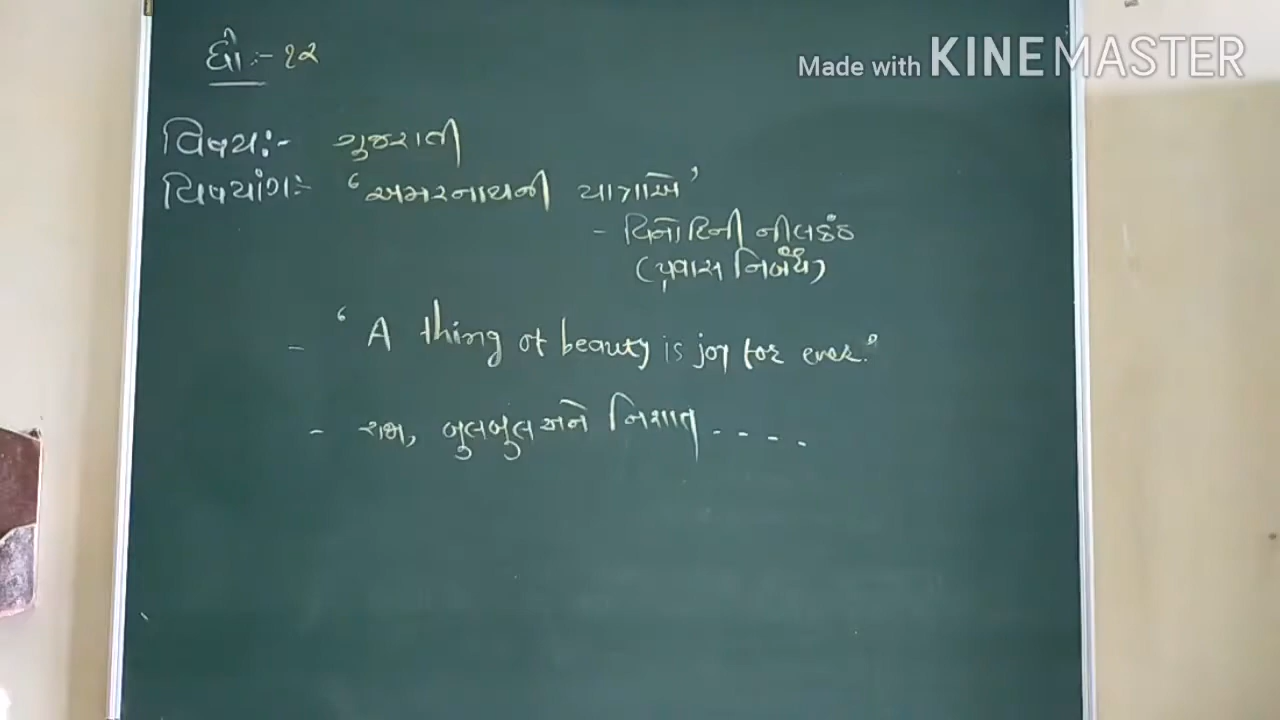 ધો:- ૧૨
Made with KINEMASTER
વિષય:- ગુજરાતી
વિષયાંગ:- 'અમરનાથની યાત્રાએ'
- વિનોદિની નીલકંઠ
(પ્રવાસ નિબંધ)
- 'A thing of beauty is joy for ever.'
- રાજા, બુલબુલ અને નિશાત્ . . . .